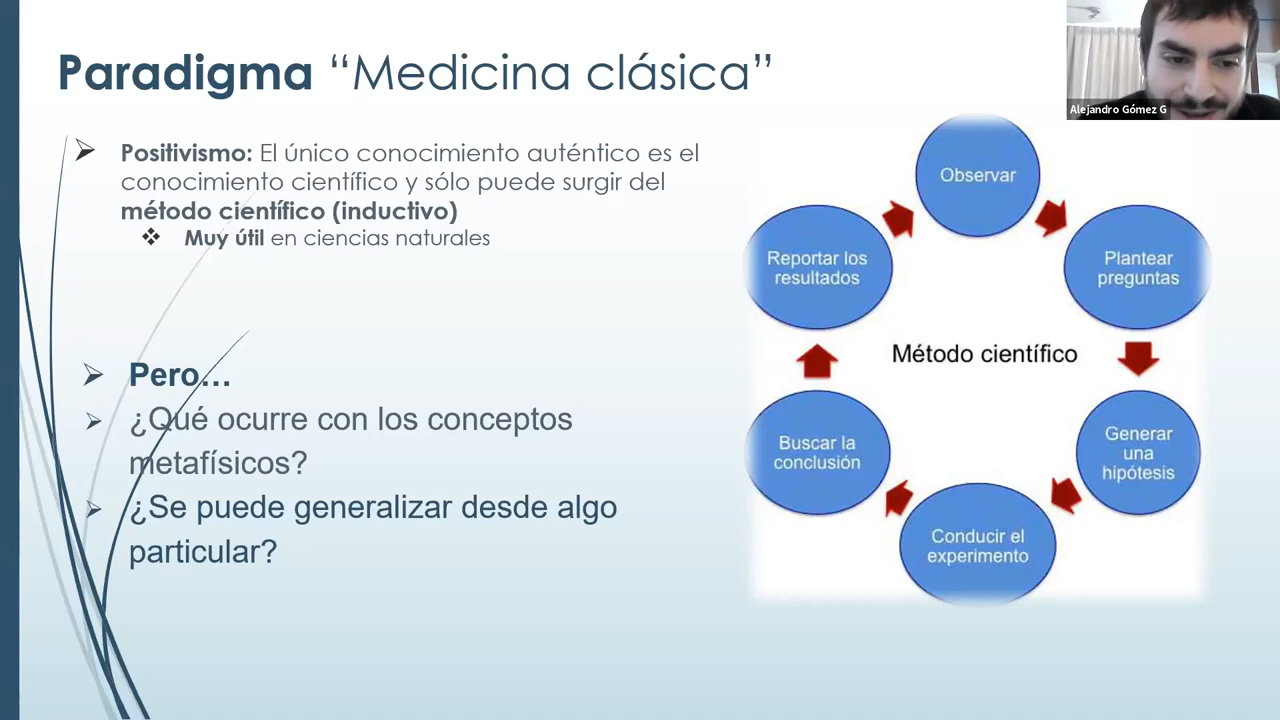 Paradigma “Medicina clásica”
Alejandro Gómez G
Positivismo: El único conocimiento auténtico es el
conocimiento científico y sólo puede surgir del
método científico (inductivo)
Muy útil en ciencias naturales
Pero...
¿Qué ocurre con los conceptos
metafísicos?
¿Se puede generalizar desde algo
particular?
Observar
Plantear
preguntas
Generar
una
hipótesis
Conducir el
experimento
Buscar la
conclusión
Reportar los
resultados
Método científico